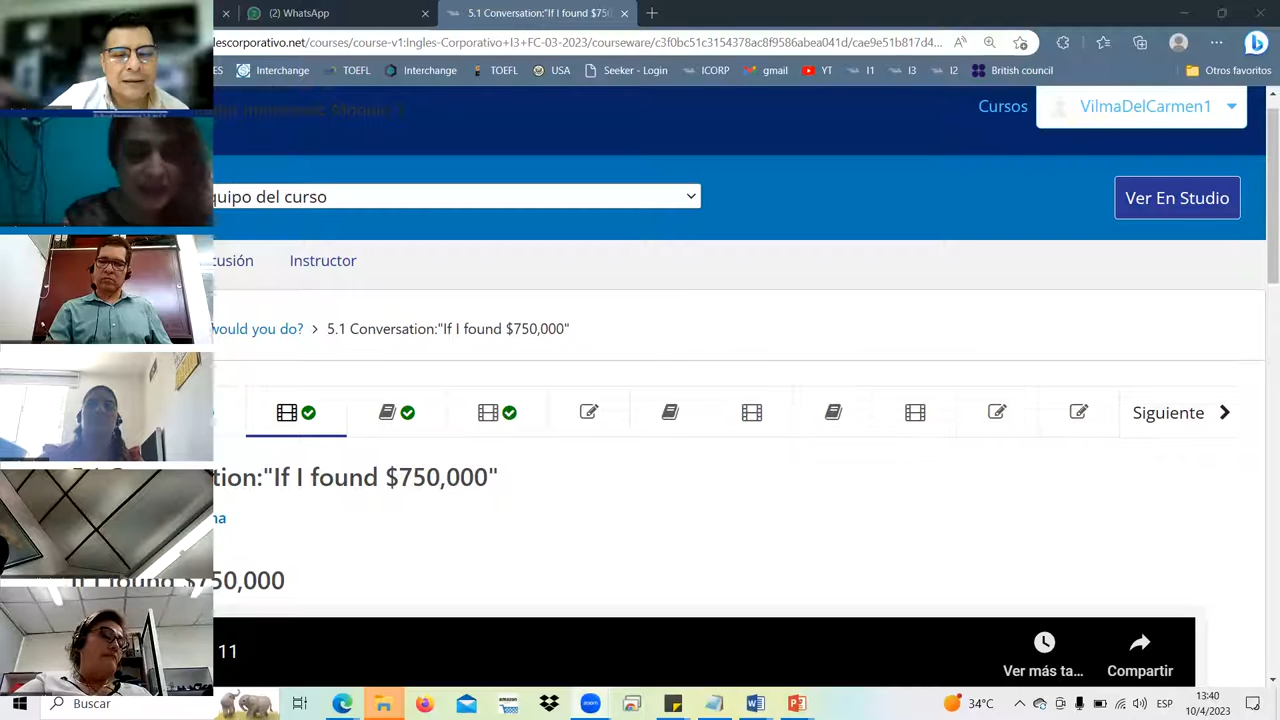 (2) WhatsApp
5.1 Conversation:"If I found $750
lescorporativo.net/courses/course-v1:Ingles-Corporativo+I3+FC-03-2023/courseware/c3f0bc51c3154378ac8f9586abea041d/cae9e51b817d4...
ES
Interchange
TOEFL
Interchange
TOEFL
USA
Seeker - Login
ICORP
gmail
YT
I1
I3
I2
British council
Otros favoritos
Cursos
VilmaDelCarmen1
quipo del curso
Ver En Studio
cusión
Instructor
would you do? > 5.1 Conversation:"If I found $750,000"
Siguiente
tion:"If I found $750,000"
na
If I found $750,000
11
Ver más ta...
Compartir
Buscar
34°C
ESP
13:40
10/4/2023